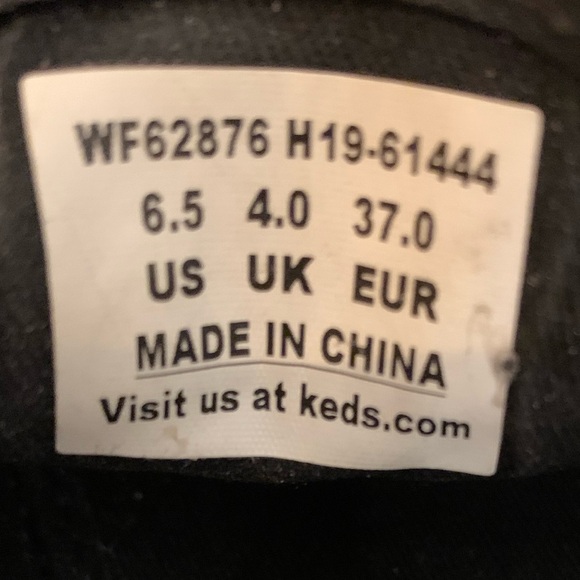 WF62876 H19-61444
6.5 4.0 37.0
US UK EUR
MADE IN CHINA
Visit us at keds.com